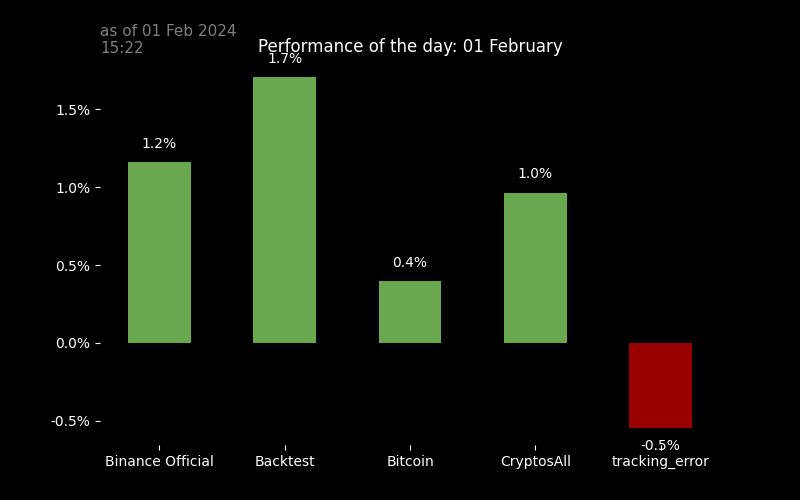 as of 01 Feb 2024
15:22
Performance of the day: 01 February
1.7%
1.5%
1.2%
1.0%
1.0%
0.5%
0.4%
0.0%
-0.5%
-0.5%
Binance Official
Backtest
Bitcoin
CryptosAll
tracking_error